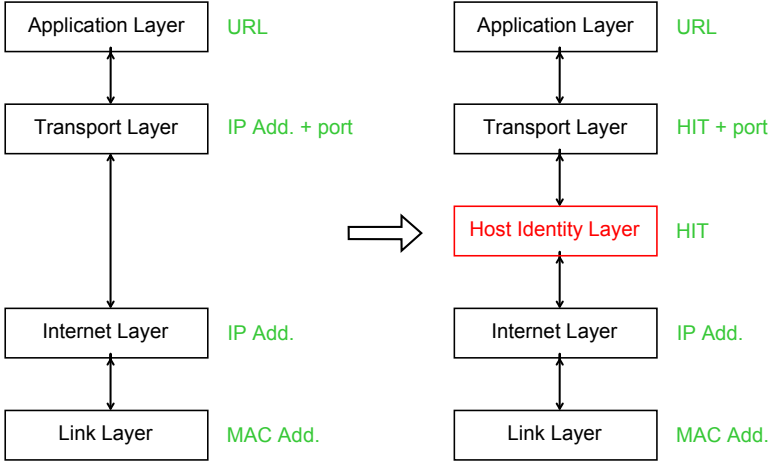 Application Layer URL
Transport Layer IP Add. + port
Internet Layer IP Add.
Link Layer MAC Add.
Application Layer URL
Transport Layer HIT + port
Host Identity Layer HIT
Internet Layer IP Add.
Link Layer MAC Add.